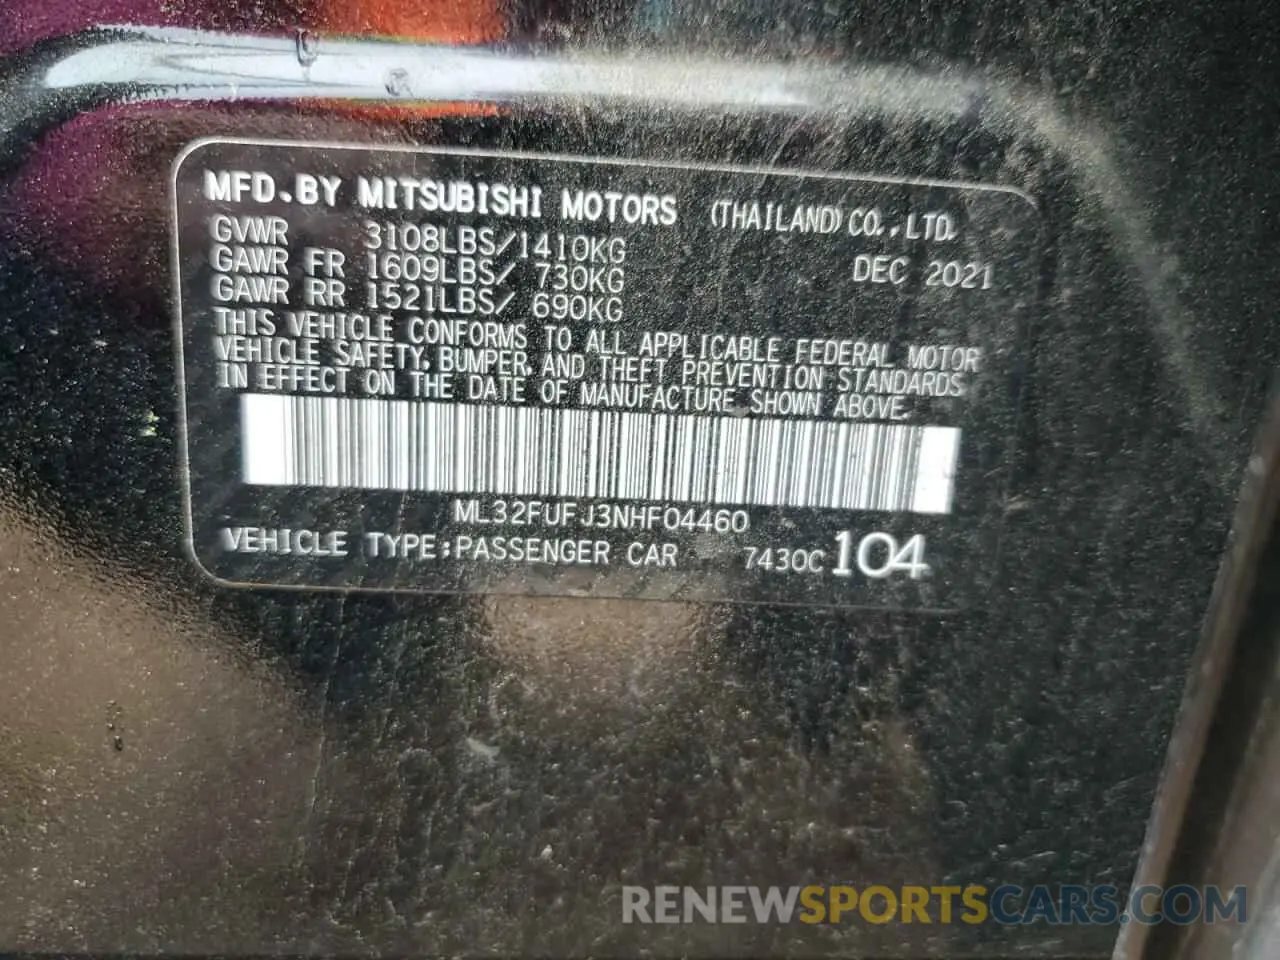 MFD.BY MITSUBISHI MOTORS (THAILAND) CO., LTD.
GVWR 3108LBS/1410KG
GAWR FR 1609LBS/ 730KG DEC 2021
GAWR RR 1521LBS/ 690KG
THIS VEHICLE CONFORMS TO ALL APPLICABLE FEDERAL MOTOR
VEHICLE SAFETY, BUMPER, AND THEFT PREVENTION STANDARDS
IN EFFECT ON THE DATE OF MANUFACTURE SHOWN ABOVE.
ML32FUFJ3NHF04460
VEHICLE TYPE:PASSENGER CAR 7430C 104
RENEWSPORTSCARS.COM